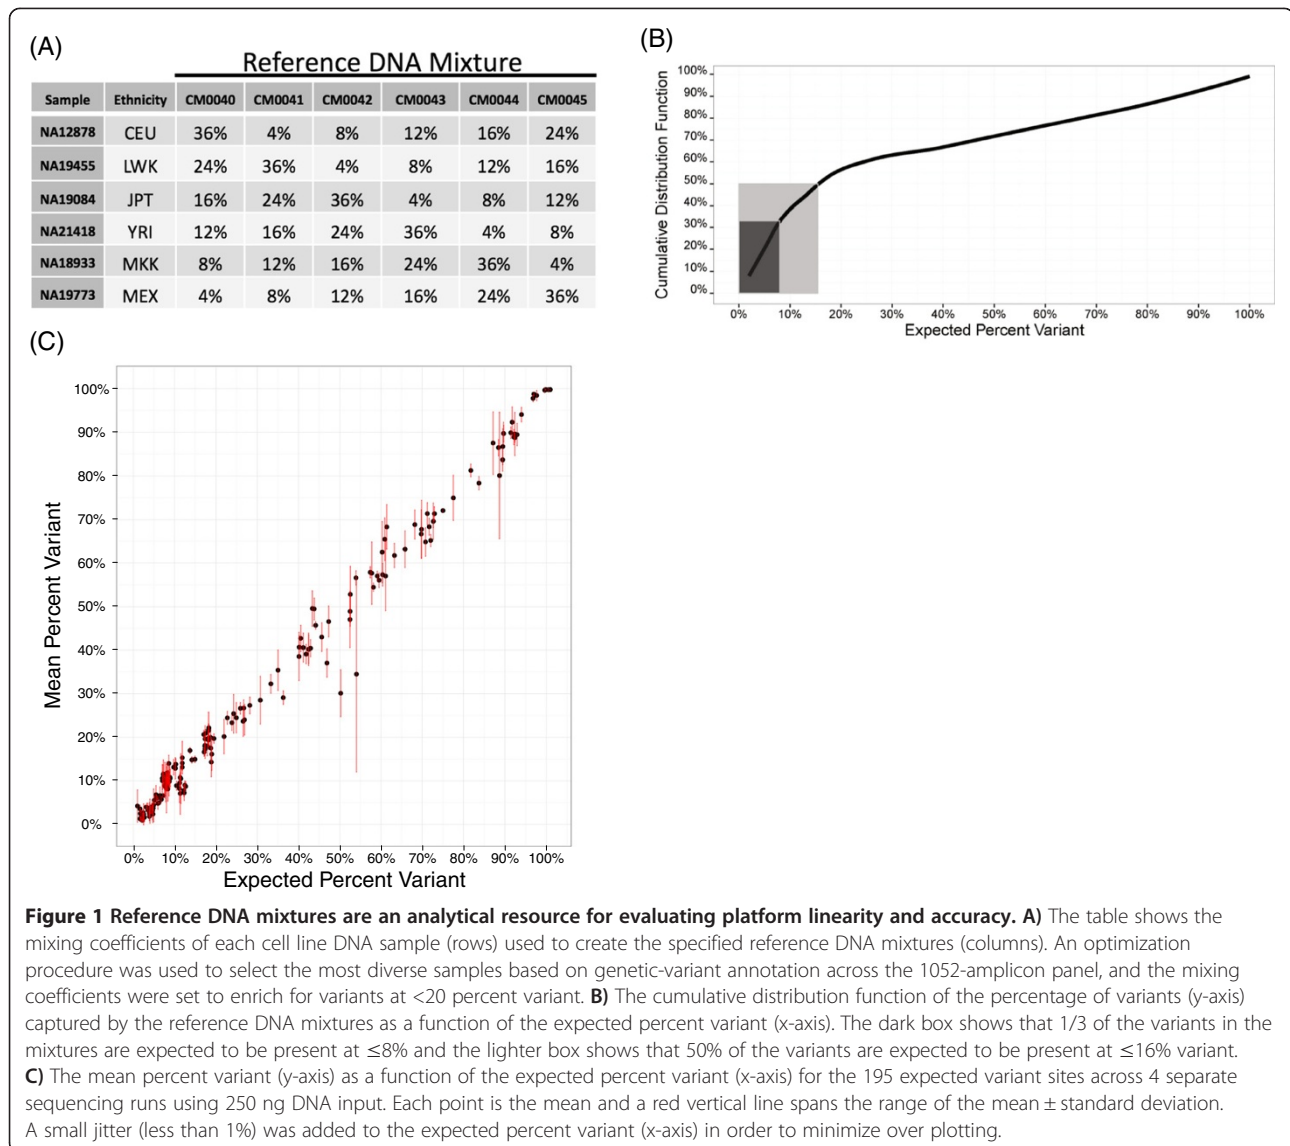 (A)
Reference DNA Mixture
Sample Ethnicity CM0040 CM0041 CM0042 CM0043 CM0044 CM0045
NA12878 CEU 36% 4% 8% 12% 16% 24%
NA19455 LWK 24% 36% 4% 8% 12% 16%
NA19084 JPT 16% 24% 36% 4% 8% 12%
NA21418 YRI 12% 16% 24% 36% 4% 8%
NA18933 MKK 8% 12% 16% 24% 36% 4%
NA19773 MEX 4% 8% 12% 16% 24% 36%
(B)
Cumulative Distribution Function
100%
90%
80%
70%
60%
50%
40%
30%
20%
10%
0%
0% 10% 20% 30% 40% 50% 60% 70% 80% 90% 100%
Expected Percent Variant
(C)
Mean Percent Variant
100%
90%
80%
70%
60%
50%
40%
30%
20%
10%
0%
0% 10% 20% 30% 40% 50% 60% 70% 80% 90% 100%
Expected Percent Variant
Figure 1 Reference DNA mixtures are an analytical resource for evaluating platform linearity and accuracy. A) The table shows the
mixing coefficients of each cell line DNA sample (rows) used to create the specified reference DNA mixtures (columns). An optimization
procedure was used to select the most diverse samples based on genetic-variant annotation across the 1052-amplicon panel, and the mixing
coefficients were set to enrich for variants at <20 percent variant. B) The cumulative distribution function of the percentage of variants (y-axis)
captured by the reference DNA mixtures as a function of the expected percent variant (x-axis). The dark box shows that 1/3 of the variants in the
mixtures are expected to be present at ≤8% and the lighter box shows that 50% of the variants are expected to be present at ≤16% variant.
C) The mean percent variant (y-axis) as a function of the expected percent variant (x-axis) for the 195 expected variant sites across 4 separate
sequencing runs using 250 ng DNA input. Each point is the mean and a red vertical line spans the range of the mean ± standard deviation.
A small jitter (less than 1%) was added to the expected percent variant (x-axis) in order to minimize over plotting.